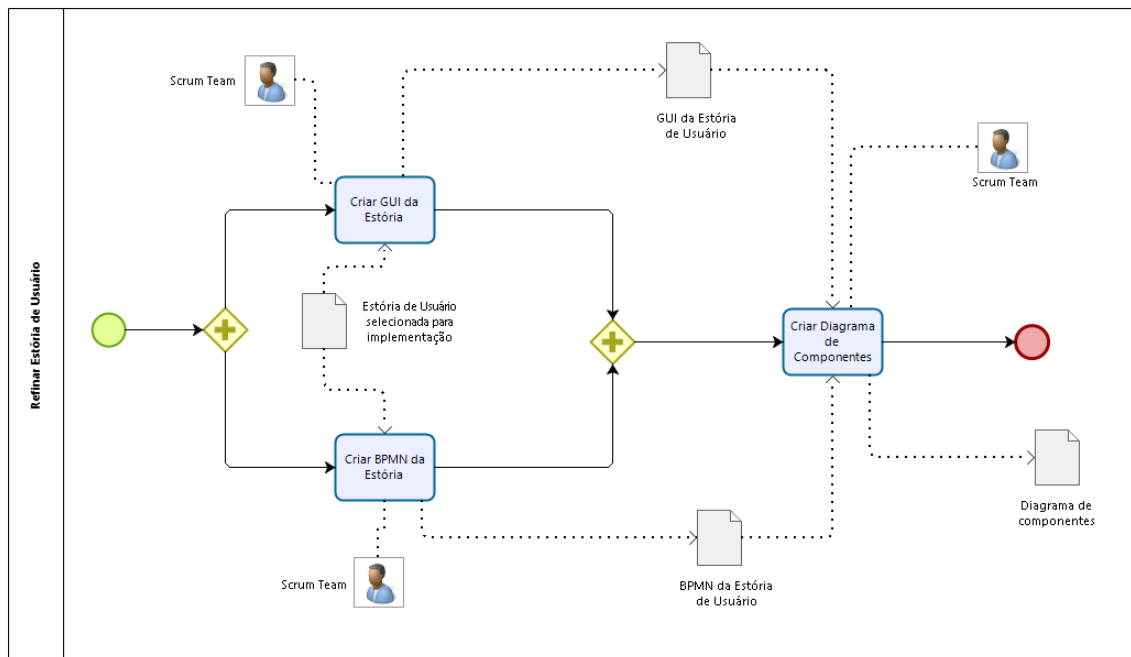 Refinar Estória de Usuário
Scrum Team
GUI da Estória
de Usuário
Scrum Team
Criar GUI da
Estória
Estória de Usuário
selecionada para
implementação
Criar Diagrama
de
Componentes
Criar BPMN da
Estória
Diagrama de
componentes
Scrum Team
BPMN da Estória
de Usuário